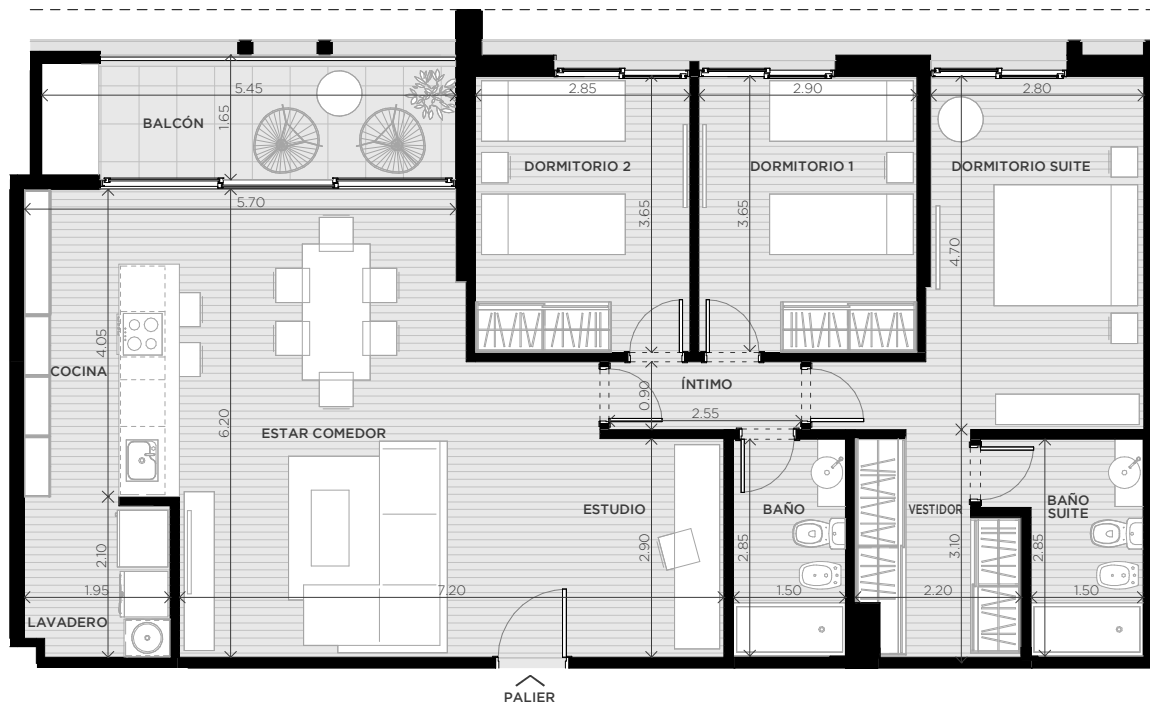 5.45
2.85
2.90
2.80
BALCÓN
1.65
DORMITORIO 2
DORMITORIO 1
DORMITORIO SUITE
5.70
3.65
3.65
4.70
4.05
COCINA
ÍNTIMO
0.90
2.55
6.20
ESTAR COMEDOR
ESTUDIO
BAÑO
VESTIDOR
BAÑO
SUITE
2.10
2.90
2.85
3.10
2.85
1.95
7.20
1.50
2.20
1.50
LAVADERO
PALIER